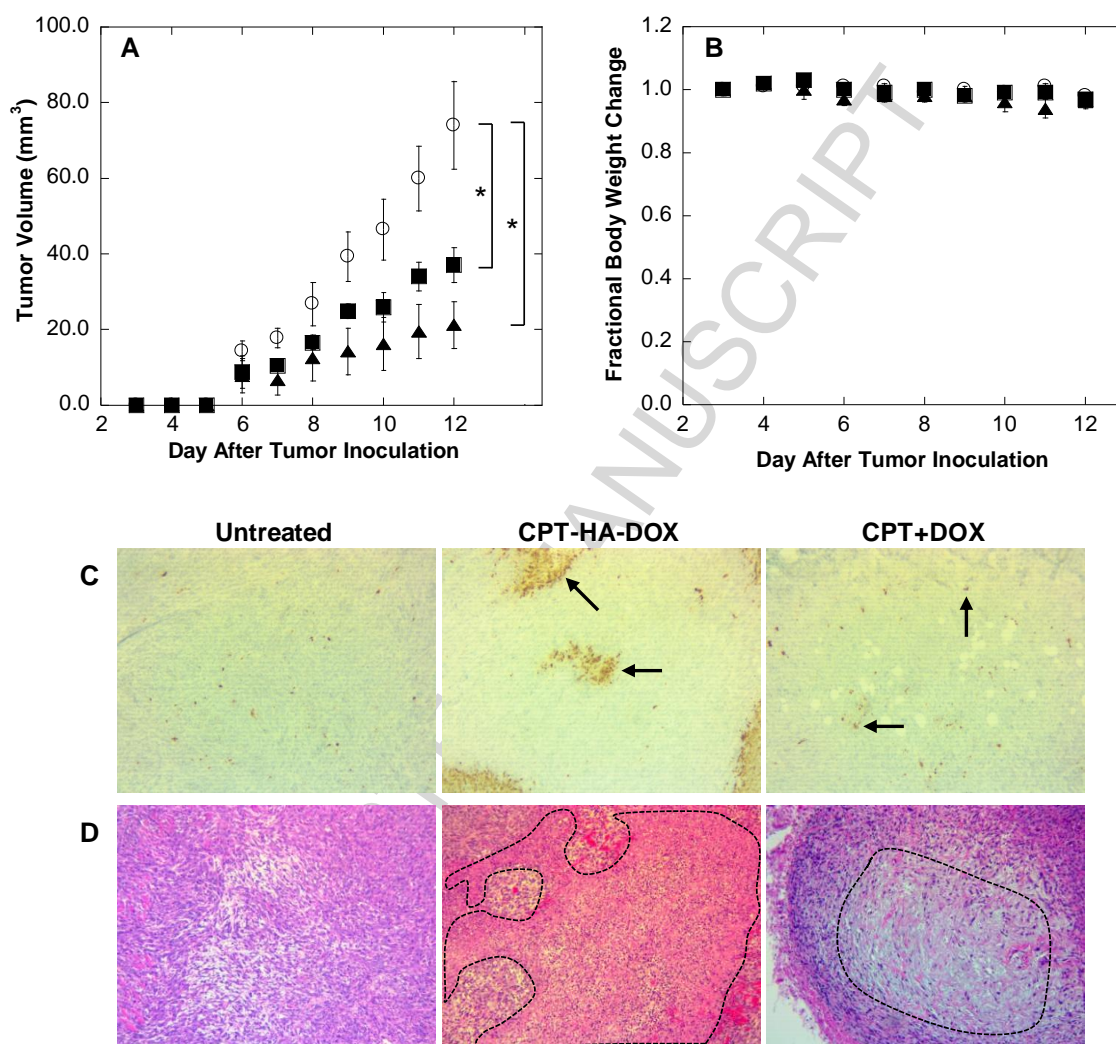 A
Tumor Volume (mm³)
100.0
80.0
60.0
40.0
20.0
0.0
2 4 6 8 10 12 14
Day After Tumor Inoculation
*
*
B
Fractional Body Weight Change
1.2
1.0
0.8
0.6
0.4
0.2
0.0
2 4 6 8 10 12
Day After Tumor Inoculation
ANUSCRIPT
Untreated CPT-HA-DOX CPT+DOX
C
D